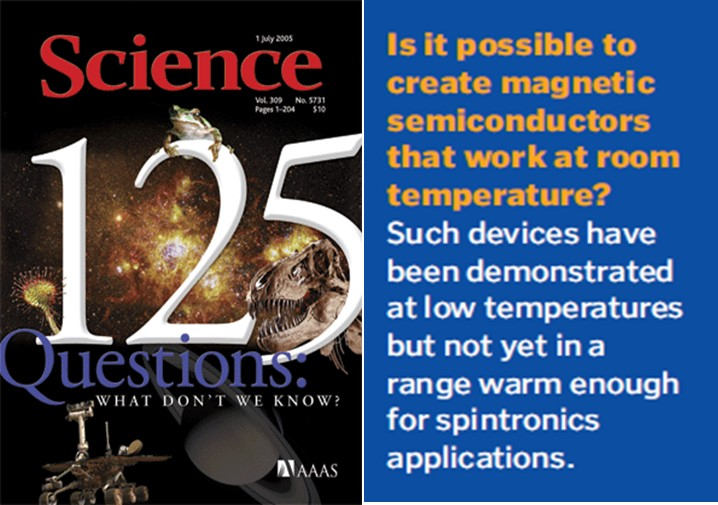 Science
1 July 2005
Vol. 309 No. 5731
Pages 1–204 $10
125
Questions:
WHAT DON'T WE KNOW?
AAAS
Is it possible to
create magnetic
semiconductors
that work at room
temperature?
Such devices have
been demonstrated
at low temperatures
but not yet in a
range warm enough
for spintronics
applications.